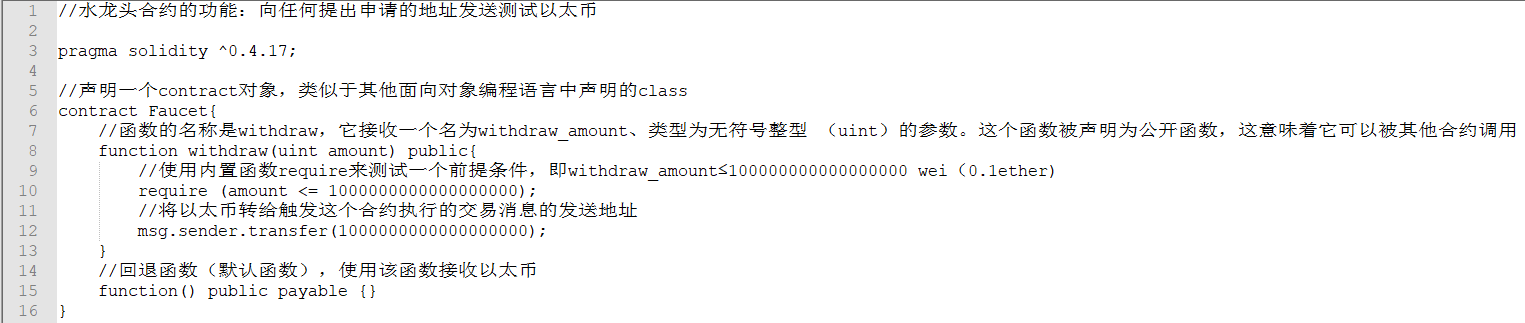 1 //水龙头合约的功能：向任何提出申请的地址发送测试以太币
2
3 pragma solidity ^0.4.17;
4
5 //声明一个contract对象，类似于其他面向对象编程语言中声明的class
6 contract Faucet{
7 //函数的名称是withdraw，它接收一个名为withdraw_amount、类型为无符号整型 （uint）的参数。这个函数被声明为公开函数，这意味着它可以被其他合约调用
8 function withdraw(uint amount) public{
9 //使用内置函数require来测试一个前提条件，即withdraw_amount≤100000000000000000 wei（0.1ether)
10 require (amount <= 1000000000000000000);
11 //将以太币转给触发这个合约执行的交易消息的发送地址
12 msg.sender.transfer(1000000000000000000);
13 }
14 //回退函数（默认函数），使用该函数接收以太币
15 function() public payable {}
16 }